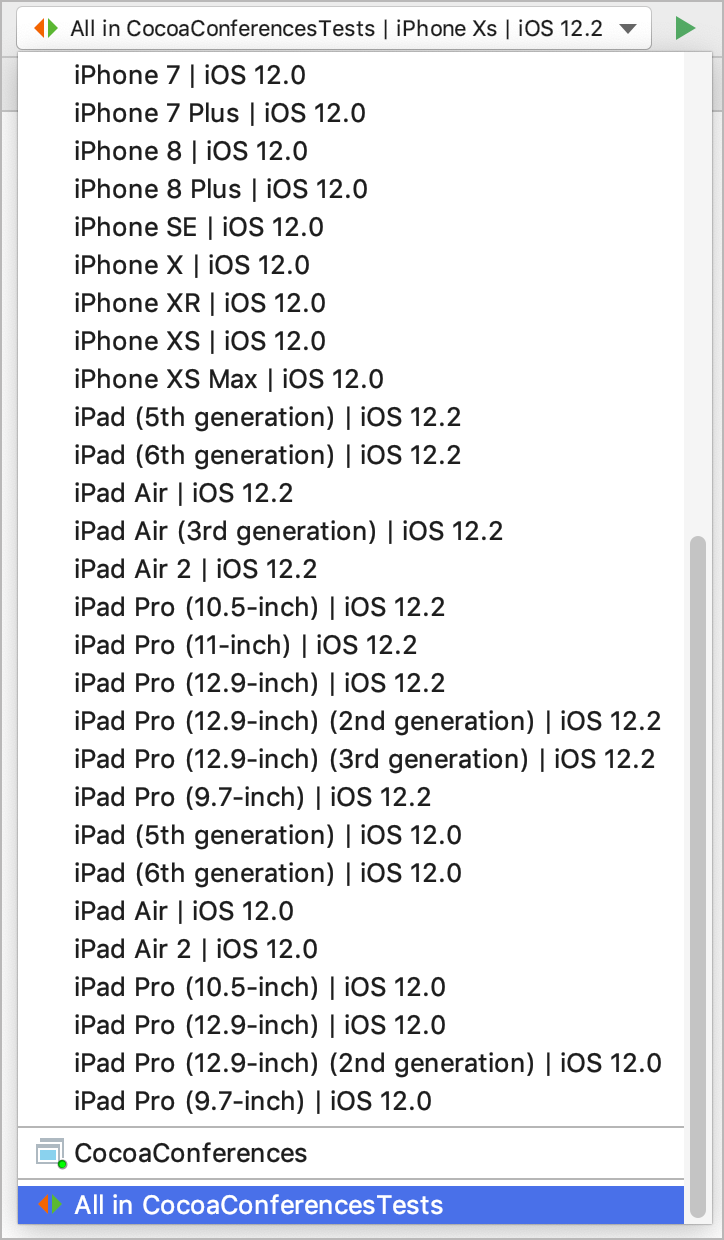 All in CocoaConferencesTests | iPhone Xs | iOS 12.2
iPhone 7 | iOS 12.0
iPhone 7 Plus | iOS 12.0
iPhone 8 | iOS 12.0
iPhone 8 Plus | iOS 12.0
iPhone SE | iOS 12.0
iPhone X | iOS 12.0
iPhone XR | iOS 12.0
iPhone XS | iOS 12.0
iPhone XS Max | iOS 12.0
iPad (5th generation) | iOS 12.2
iPad (6th generation) | iOS 12.2
iPad Air | iOS 12.2
iPad Air (3rd generation) | iOS 12.2
iPad Air 2 | iOS 12.2
iPad Pro (10.5-inch) | iOS 12.2
iPad Pro (11-inch) | iOS 12.2
iPad Pro (12.9-inch) | iOS 12.2
iPad Pro (12.9-inch) (2nd generation) | iOS 12.2
iPad Pro (12.9-inch) (3rd generation) | iOS 12.2
iPad Pro (9.7-inch) | iOS 12.2
iPad (5th generation) | iOS 12.0
iPad (6th generation) | iOS 12.0
iPad Air | iOS 12.0
iPad Air 2 | iOS 12.0
iPad Pro (10.5-inch) | iOS 12.0
iPad Pro (12.9-inch) | iOS 12.0
iPad Pro (12.9-inch) (2nd generation) | iOS 12.0
iPad Pro (9.7-inch) | iOS 12.0
CocoaConferences
All in CocoaConferencesTests